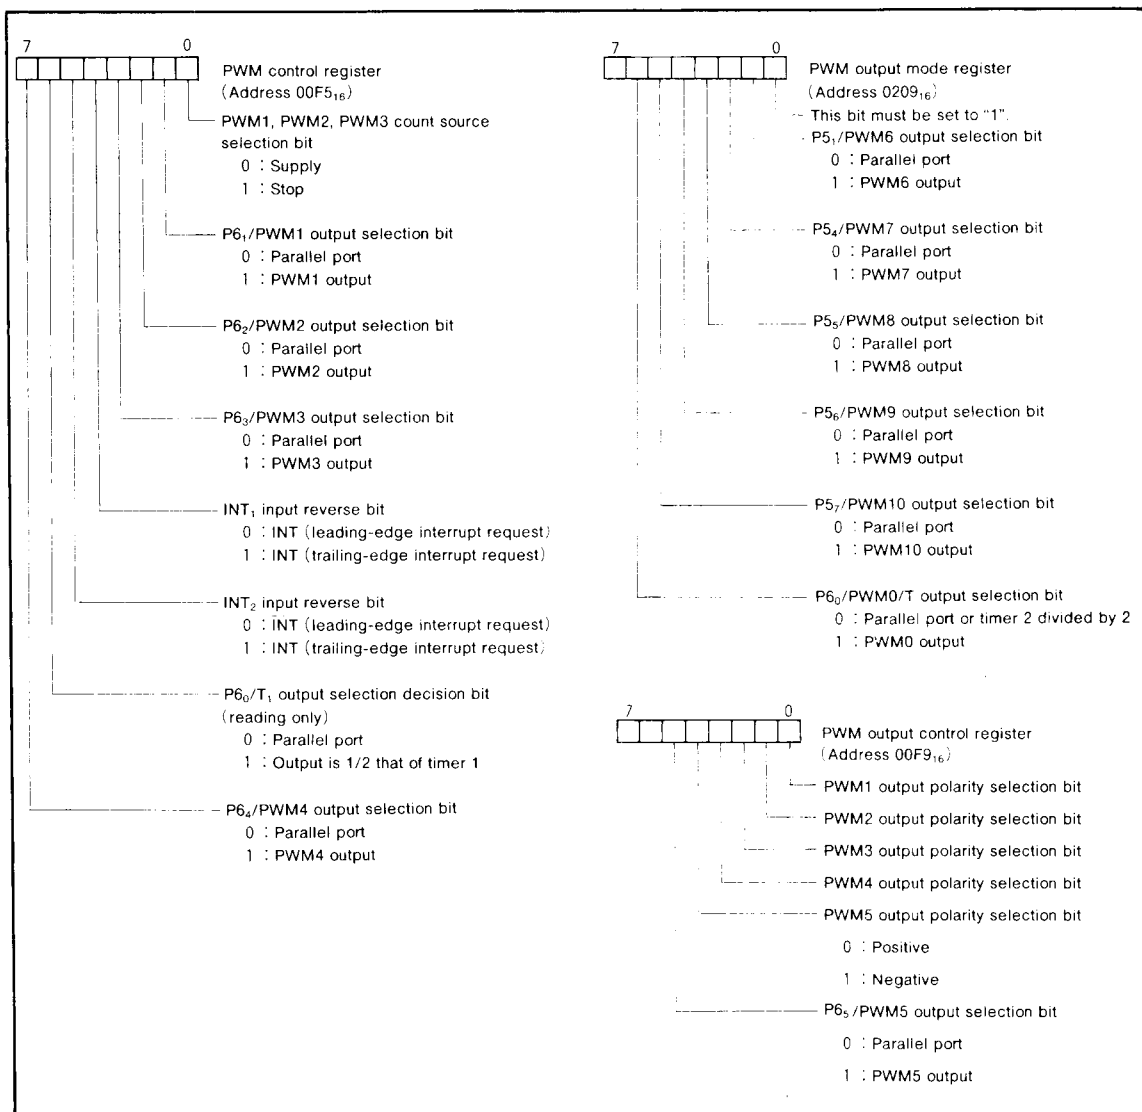 7 0
PWM control register
(Address 00F5₁₆)
PWM1, PWM2, PWM3 count source
selection bit
0 : Supply
1 : Stop
P6₁/PWM1 output selection bit
0 : Parallel port
1 : PWM1 output
P6₂/PWM2 output selection bit
0 : Parallel port
1 : PWM2 output
P6₃/PWM3 output selection bit
0 : Parallel port
1 : PWM3 output
INT₁ input reverse bit
0 : INT (leading-edge interrupt request)
1 : INT (trailing-edge interrupt request)
INT₂ input reverse bit
0 : INT (leading-edge interrupt request)
1 : INT (trailing-edge interrupt request)
P6₀/T₁ output selection decision bit
(reading only)
0 : Parallel port
1 : Output is 1/2 that of timer 1
P6₄/PWM4 output selection bit
0 : Parallel port
1 : PWM4 output
7 0
PWM output mode register
(Address 0209₁₆)
This bit must be set to “1”.
P5₁/PWM6 output selection bit
0 : Parallel port
1 : PWM6 output
P5₄/PWM7 output selection bit
0 : Parallel port
1 : PWM7 output
P5₅/PWM8 output selection bit
0 : Parallel port
1 : PWM8 output
P5₆/PWM9 output selection bit
0 : Parallel port
1 : PWM9 output
P5₇/PWM10 output selection bit
0 : Parallel port
1 : PWM10 output
P6₀/PWM0/T output selection bit
0 : Parallel port or timer 2 divided by 2
1 : PWM0 output
7 0
PWM output control register
(Address 00F9₁₆)
PWM1 output polarity selection bit
PWM2 output polarity selection bit
PWM3 output polarity selection bit
PWM4 output polarity selection bit
PWM5 output polarity selection bit
0 : Positive
1 : Negative
P6₅/PWM5 output selection bit
0 : Parallel port
1 : PWM5 output